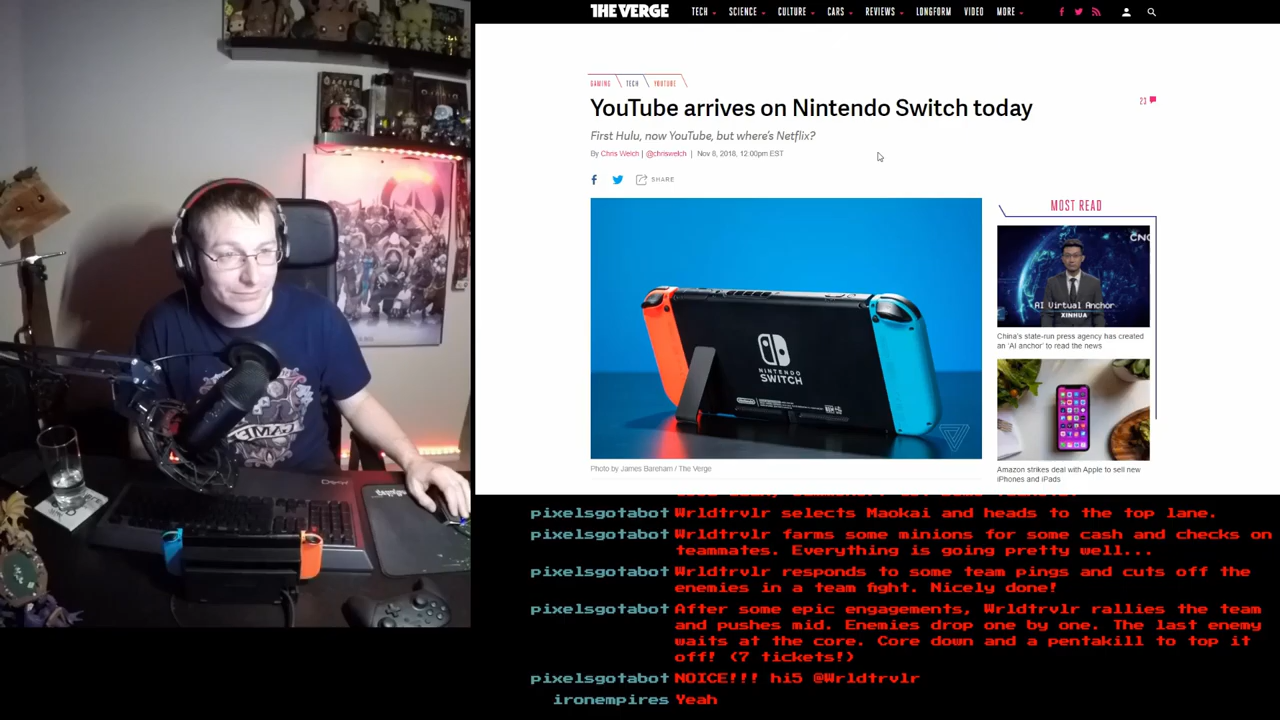 THE VERGE
TECH SCIENCE CULTURE CARS REVIEWS LONGFORM VIDEO MORE
GAMING TECH YOUTUBE
YouTube arrives on Nintendo Switch today
23
First Hulu, now YouTube, but where's Netflix?
By Chris Welch | @chriswelch | Nov 8, 2018, 12:00pm EST
SHARE
MOST READ
CNC
AI Virtual Anchor
XINHUA
China's state-run press agency has created
an 'AI anchor' to read the news
NINTENDO
SWITCH
Nintendo
Photo by James Bareham / The Verge
Amazon strikes deal with Apple to sell new
iPhones and iPads
GAME
pixelsgotabot Wrldtrvlr selects Maokai and heads to the top lane.
pixelsgotabot Wrldtrvlr farms some minions for some cash and checks on
teammates. Everything is going pretty well...
pixelsgotabot Wrldtrvlr responds to some team pings and cuts off the
enemies in a team fight. Nicely done!
pixelsgotabot After some epic engagements, Wrldtrvlr rallies the team
and pushes mid. Enemies drop one by one. The last enemy
waits at the core. Core down and a pentakill to top it
off! (7 tickets!)
pixelsgotabot NOICE!!! hi5 @Wrldtrvlr
ironempires Yeah